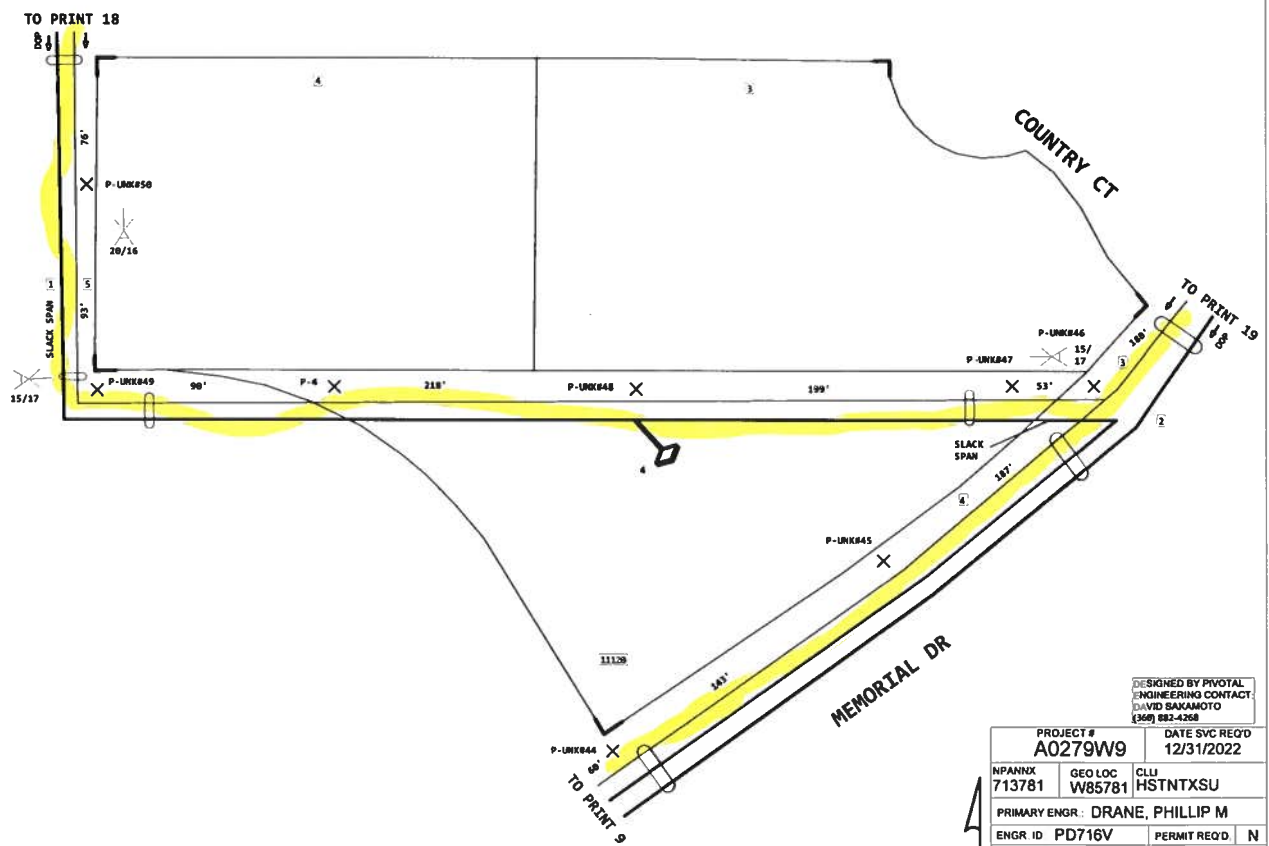 TO PRINT 18
DOP
4
3
COUNTRY CT
76'
P-UNK#50
20/16
1
5
SLACK SPAN
93'
TO PRINT 19
P-UNK#46
15/
17
P-UNK#47
188'
3
15/17
P-UNK#49
90'
P-4
218'
P-UNK#48
199'
53'
2
SLACK
SPAN
4
187'
4
P-UNK#45
11120
143'
MEMORIAL DR
P-UNK#44
60'
TO PRINT 9
DESIGNED BY PIVOTAL
ENGINEERING CONTACT:
DAVID SAKAMOTO
(360) 882-4268
PROJECT # DATE SVC REQ'D
A0279W9 12/31/2022
NPANNX GEO LOC CLLI
713781 W85781 HSTNTXSU
PRIMARY ENGR.: DRANE, PHILLIP M
ENGR. ID PD716V PERMIT REQ'D. N